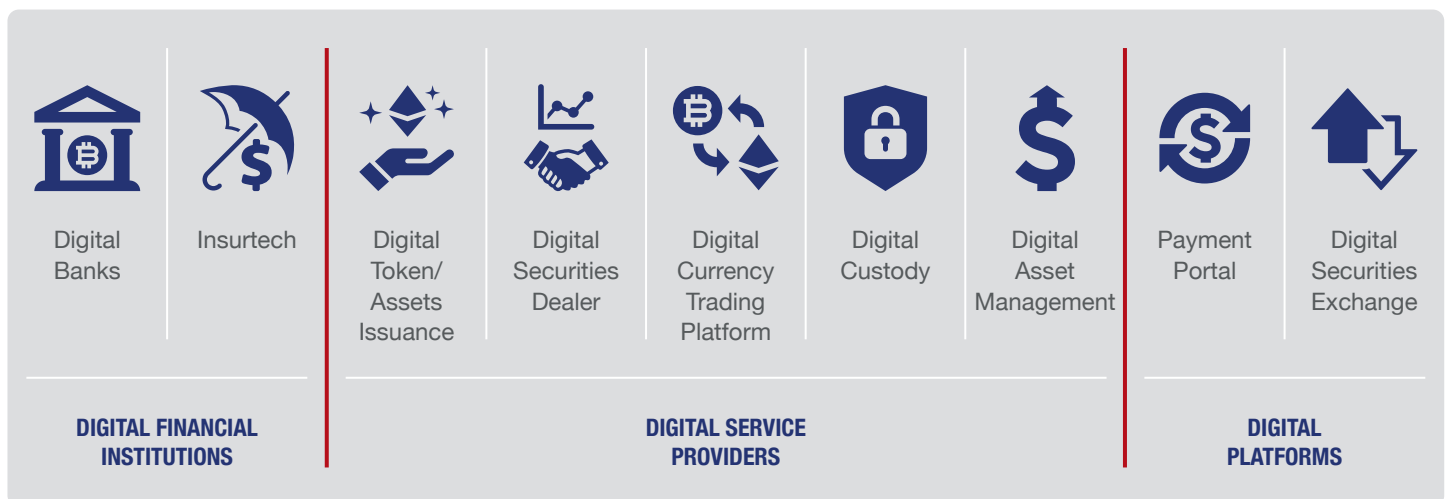 Digital
Banks
Insurtech
Digital
Token/
Assets
Issuance
Digital
Securities
Dealer
Digital
Currency
Trading
Platform
Digital
Custody
Digital
Asset
Management
Payment
Portal
Digital
Securities
Exchange
DIGITAL FINANCIAL
INSTITUTIONS
DIGITAL SERVICE
PROVIDERS
DIGITAL
PLATFORMS